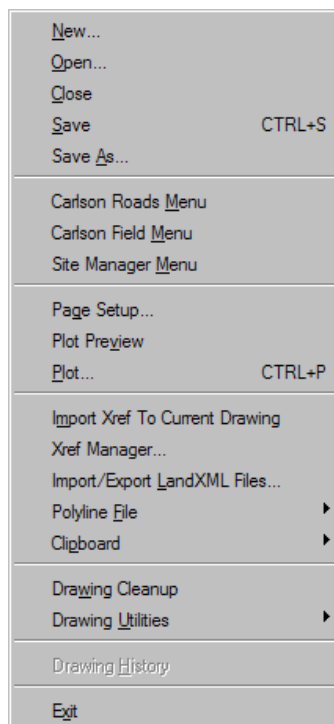 New...
Open...
Close
Save CTRL+S
Save As...
Carlson Roads Menu
Carlson Field Menu
Site Manager Menu
Page Setup...
Plot Preview
Plot... CTRL+P
Import Xref To Current Drawing
Xref Manager...
Import/Export LandXML Files...
Polyline File
Clipboard
Drawing Cleanup
Drawing Utilities
Drawing History
Exit